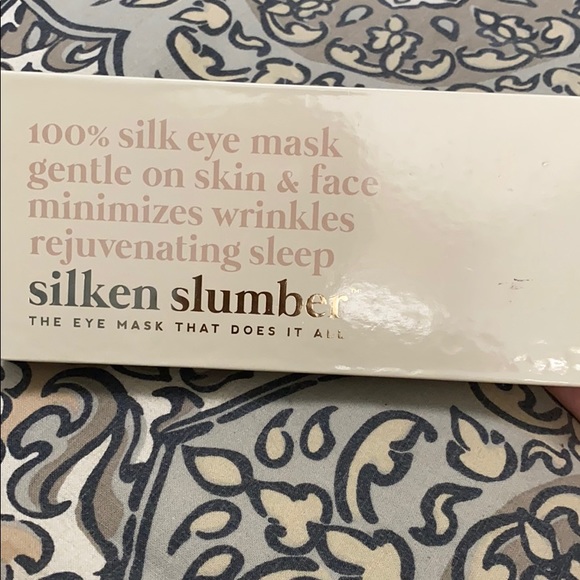 100% silk eye mask
gentle on skin & face
minimizes wrinkles
rejuvenating sleep
silken slumber
THE EYE MASK THAT DOES IT ALL